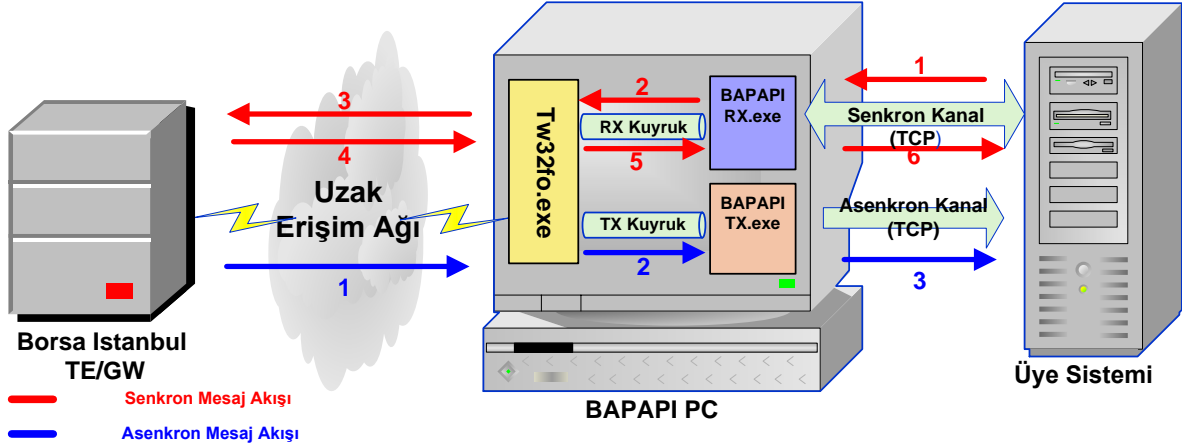 1
2
BAPAPI
RX.exe
3
RX Kuyruk
Senkron Kanal
(TCP)
4
5
6
Tw32fo.exe
Uzak
Erişim Ağı
BAPAPI
TX.exe
TX Kuyruk
Asenkron Kanal
(TCP)
1
2
3
Borsa Istanbul
TE/GW
Üye Sistemi
BAPAPI PC
Senkron Mesaj Akışı
Asenkron Mesaj Akışı